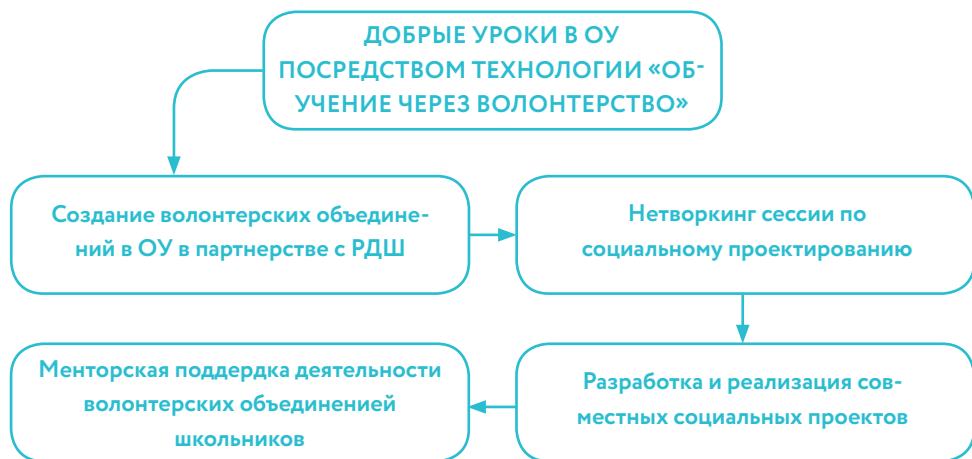 ДОБРЫЕ УРОКИ В ОУ
ПОСРЕДСТВОМ ТЕХНОЛОГИИ «ОБ-
УЧЕНИЕ ЧЕРЕЗ ВОЛОНТЕРСТВО»
Создание волонтерских объедине-
ний в ОУ в партнерстве с РДШ
Нетворкинг сессии по
социальному проектированию
Разработка и реализация сов-
местных социальных проектов
Менторская поддердка деятельности
волонтерских объединенией
школьников